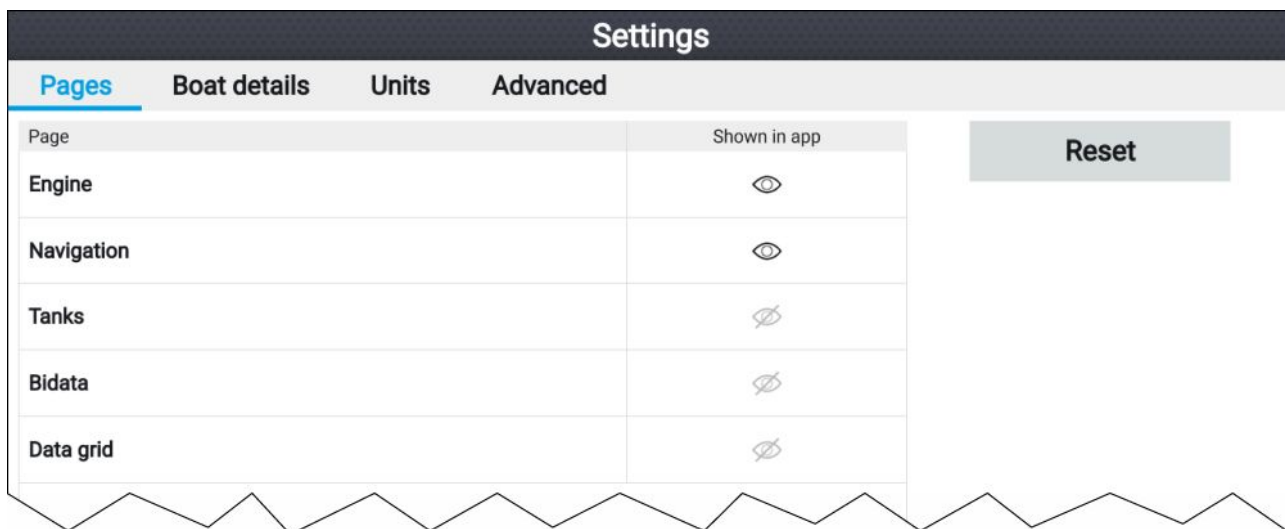 Settings
Pages Boat details Units Advanced
Page Shown in app
Reset
Engine
Navigation
Tanks
Bidata
Data grid